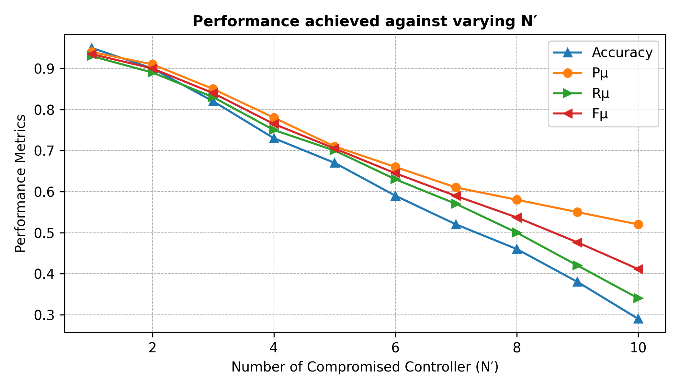 Performance achieved against varying N′
Accuracy
Pμ
Rμ
Fμ
Performance Metrics
0.9
0.8
0.7
0.6
0.5
0.4
0.3
2
4
6
8
10
Number of Compromised Controller (N′)